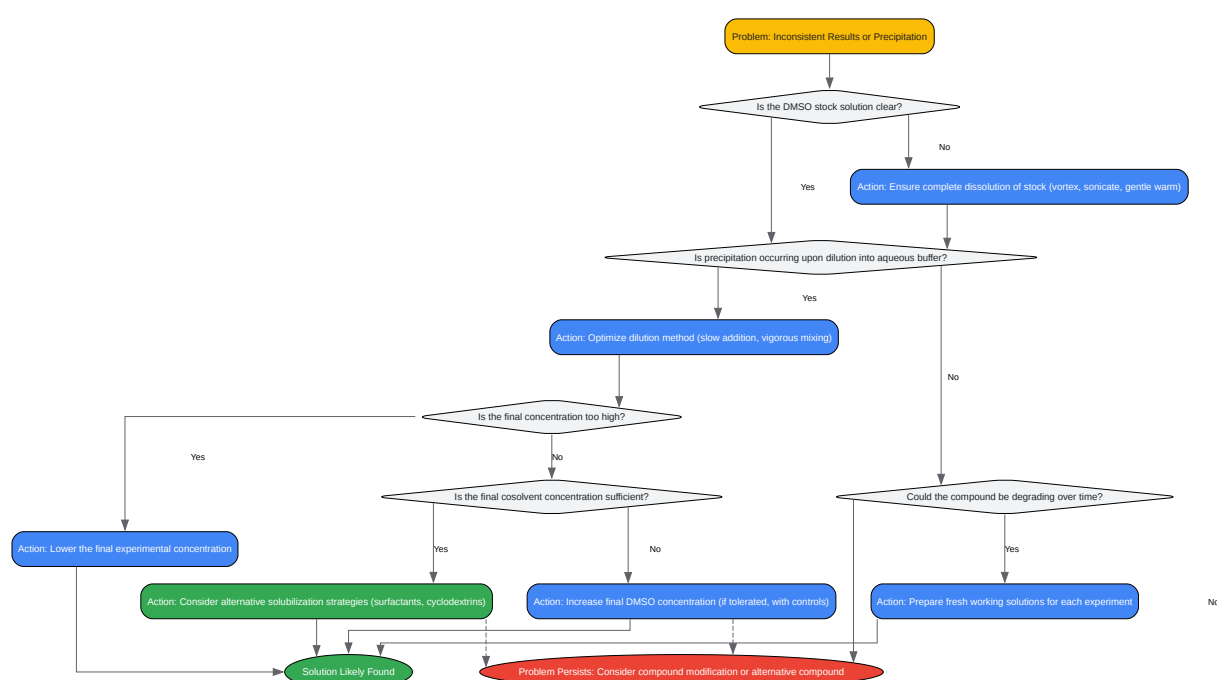 Problem: Inconsistent Results or Precipitation
Is the DMSO stock solution clear?
No
Yes
Action: Ensure complete dissolution of stock (vortex, sonicate, gentle warm)
Is precipitation occurring upon dilution into aqueous buffer?
Yes
Action: Optimize dilution method (slow addition, vigorous mixing)
No
Is the final concentration too high?
Yes
No
Is the final cosolvent concentration sufficient?
Could the compound be degrading over time?
Action: Lower the final experimental concentration
Yes
No
Yes
Action: Consider alternative solubilization strategies (surfactants, cyclodextrins)
Action: Increase final DMSO concentration (if tolerated, with controls)
Action: Prepare fresh working solutions for each experiment
No
Solution Likely Found
Problem Persists: Consider compound modification or alternative compound